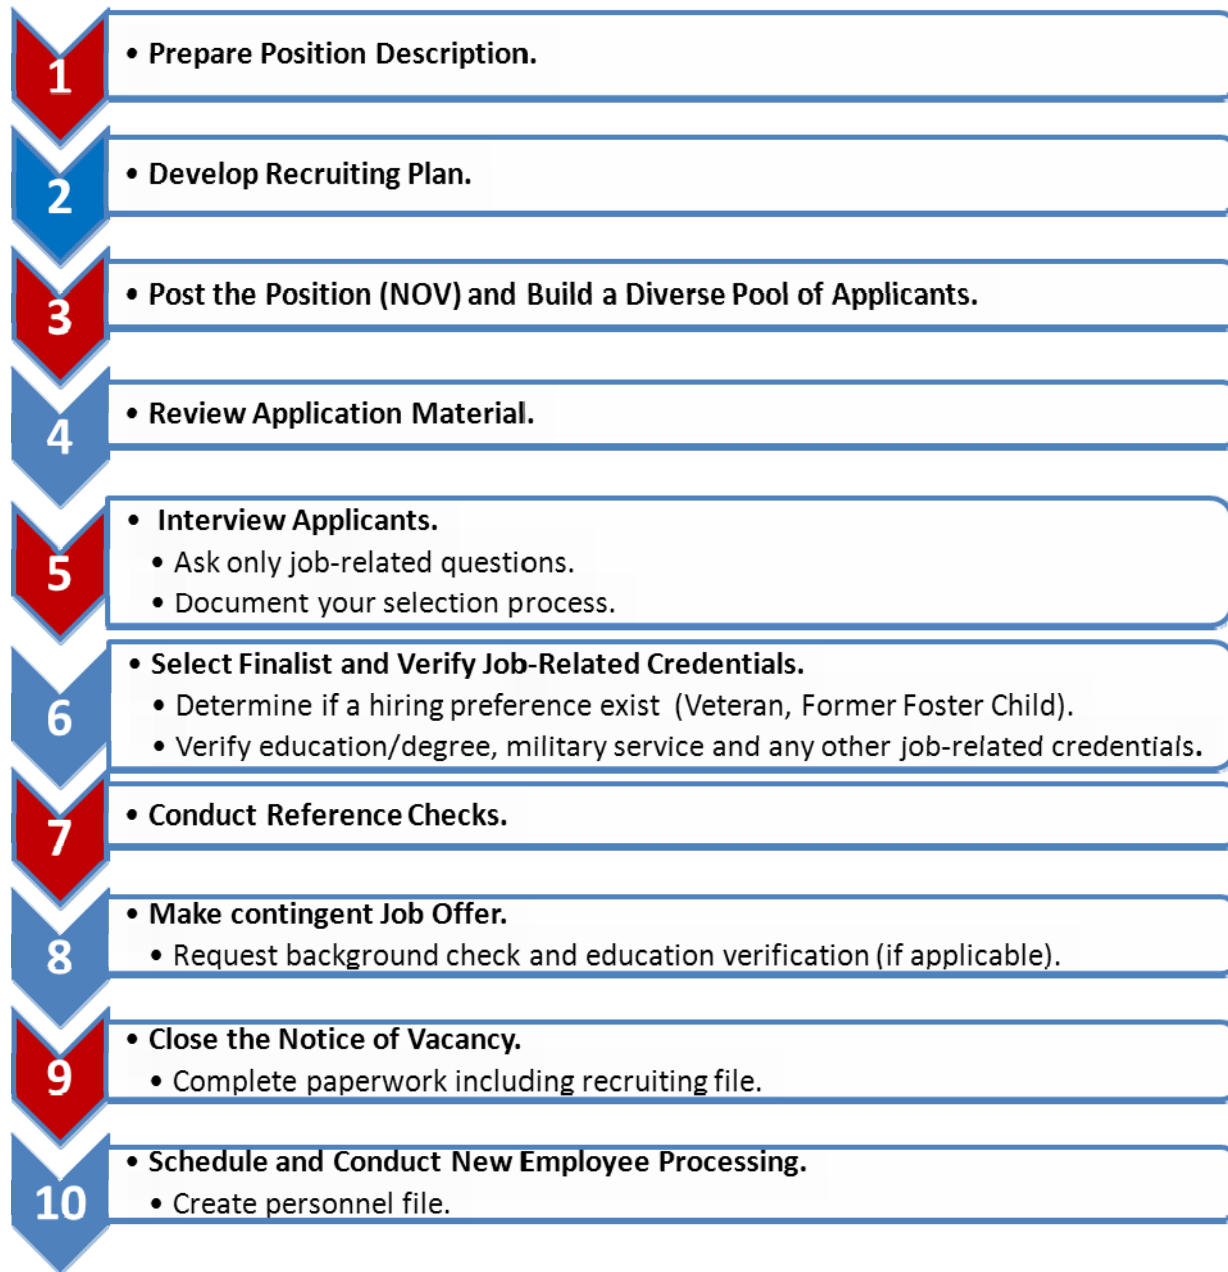 1
• Prepare Position Description.
2
• Develop Recruiting Plan.
3
• Post the Position (NOV) and Build a Diverse Pool of Applicants.
4
• Review Application Material.
5
• Interview Applicants.
• Ask only job-related questions.
• Document your selection process.
6
• Select Finalist and Verify Job-Related Credentials.
• Determine if a hiring preference exist (Veteran, Former Foster Child).
• Verify education/degree, military service and any other job-related credentials.
7
• Conduct Reference Checks.
8
• Make contingent Job Offer.
• Request background check and education verification (if applicable).
9
• Close the Notice of Vacancy.
• Complete paperwork including recruiting file.
10
• Schedule and Conduct New Employee Processing.
• Create personnel file.